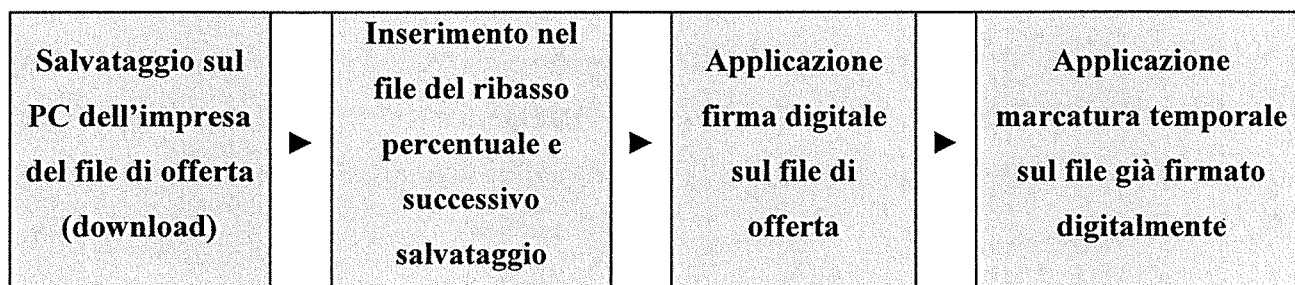 Salvataggio sul
PC dell'impresa
del file di offerta
(download)
Inserimento nel
file del ribasso
percentuale e
successivo
salvataggio
Applicazione
firma digitale
sul file di
offerta
Applicazione
marcatura temporale
sul file già firmato
digitalmente